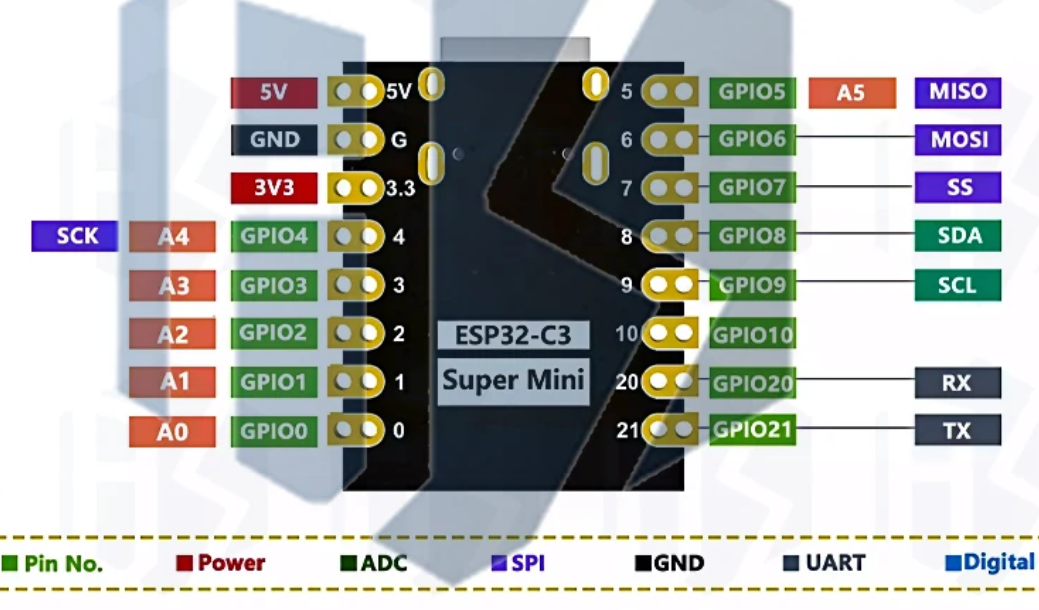 5V 5V 5 GPIO5 A5 MISO
GND G 6 GPIO6 MOSI
3V3 3.3 7 GPIO7 SS
SCK A4 GPIO4 4 8 GPIO8 SDA
A3 GPIO3 3 9 GPIO9 SCL
A2 GPIO2 2 ESP32-C3 10 GPIO10
A1 GPIO1 1 Super Mini 20 GPIO20 RX
A0 GPIO0 0 21 GPIO21 TX
Pin No. Power ADC SPI GND UART Digital